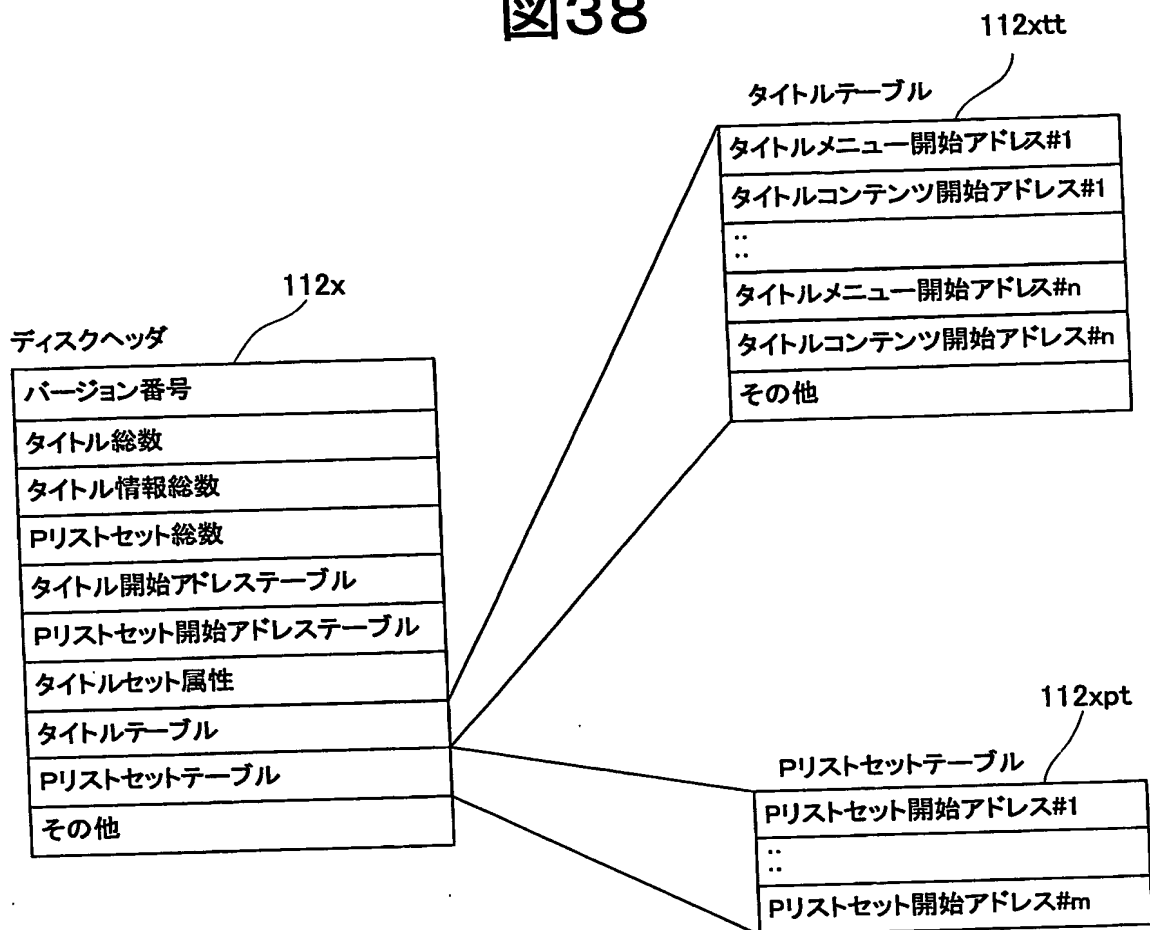 図38
112xtt
タイトルテーブル
タイトルメニュー開始アドレス#1
タイトルコンテンツ開始アドレス#1
::
タイトルメニュー開始アドレス#n
タイトルコンテンツ開始アドレス#n
その他
112x
ディスクヘッダ
バージョン番号
タイトル総数
タイトル情報総数
Pリストセット総数
タイトル開始アドレステーブル
Pリストセット開始アドレステーブル
タイトルセット属性
タイトルテーブル
Pリストセットテーブル
その他
112xpt
Pリストセットテーブル
Pリストセット開始アドレス#1
::
Pリストセット開始アドレス#m